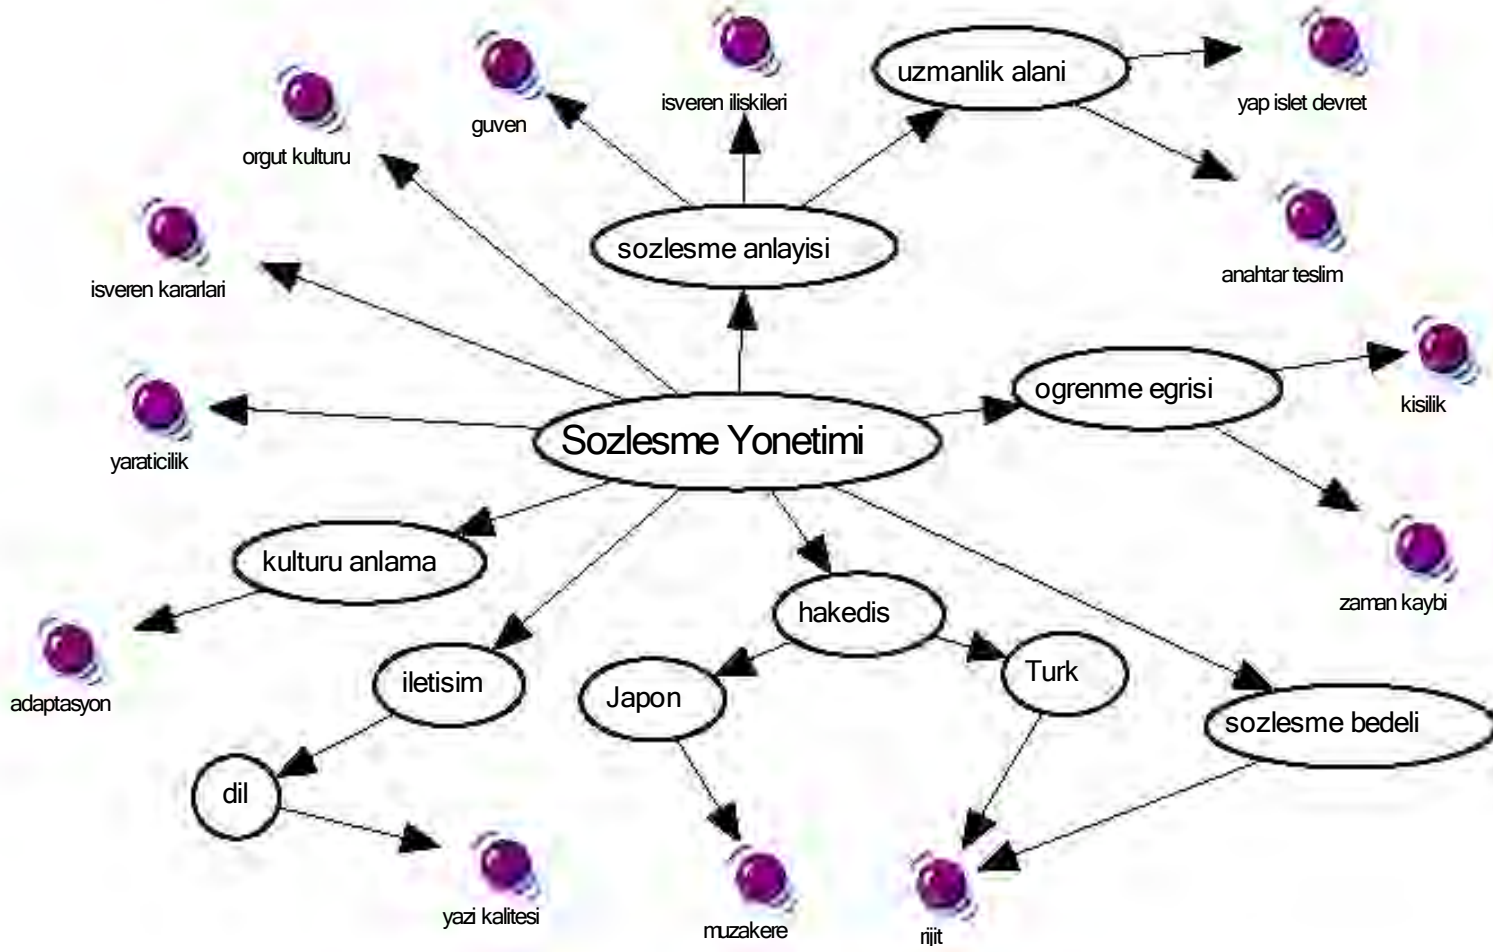 isveren iliskileri
uzmanlik alani
yap islet devret
guven
orgut kulturu
sozlesme anlayisi
anahtar teslim
isveren kararlari
ogrenme egrisi
kisilik
Sozlesme Yonetimi
yaraticilik
kulturu anlama
zaman kaybi
hakedis
adaptasyon
iletisim
Japon
Turk
sozlesme bedeli
dil
yazi kalitesi
muzakere
rijit